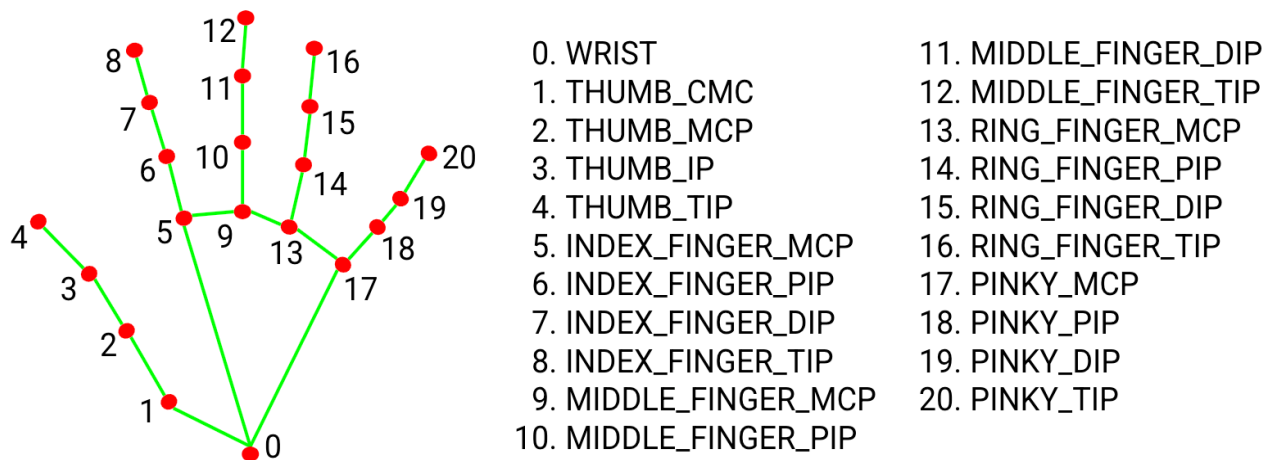 12
8
16
11
7
15
10
6
14
20
19
4
5
9
18
13
3
17
2
1
0
0. WRIST
1. THUMB_CMC
2. THUMB_MCP
3. THUMB_IP
4. THUMB_TIP
5. INDEX_FINGER_MCP
6. INDEX_FINGER_PIP
7. INDEX_FINGER_DIP
8. INDEX_FINGER_TIP
9. MIDDLE_FINGER_MCP
10. MIDDLE_FINGER_PIP
11. MIDDLE_FINGER_DIP
12. MIDDLE_FINGER_TIP
13. RING_FINGER_MCP
14. RING_FINGER_PIP
15. RING_FINGER_DIP
16. RING_FINGER_TIP
17. PINKY_MCP
18. PINKY_PIP
19. PINKY_DIP
20. PINKY_TIP